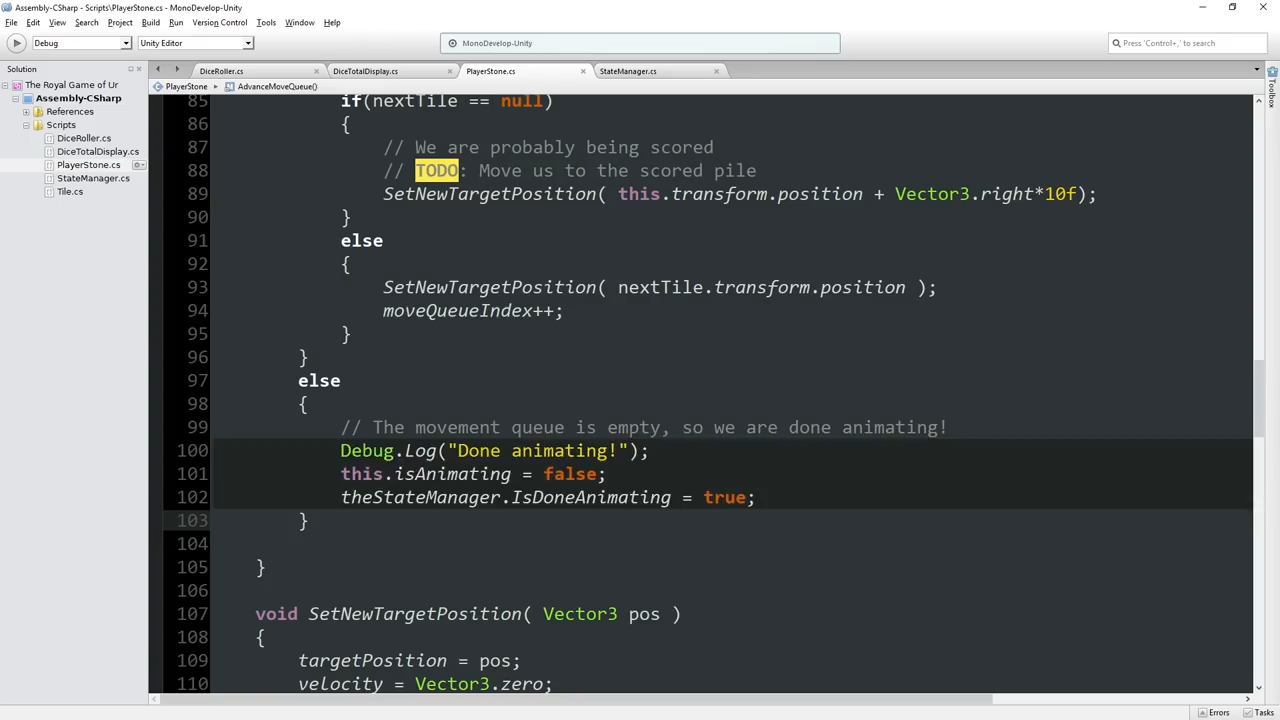 Assembly-CSharp - Scripts\PlayerStone.cs - MonoDevelop-Unity
File Edit View Search Project Build Run Version Control Tools Window Help
Debug Unity Editor MonoDevelop-Unity Press 'Control+,' to search
Solution
DiceRoller.cs DiceTotalDisplay.cs PlayerStone.cs StateManager.cs
PlayerStone AdvanceMoveQueue()
The Royal Game of Ur
Assembly-CSharp
References
Scripts
DiceRoller.cs
DiceTotalDisplay.cs
PlayerStone.cs
StateManager.cs
Tile.cs
Toolbox
85 if(nextTile == null)
86 {
87 // We are probably being scored
88 // TODO: Move us to the scored pile
89 SetNewTargetPosition( this.transform.position + Vector3.right*10f);
90 }
91 else
92 {
93 SetNewTargetPosition( nextTile.transform.position );
94 moveQueueIndex++;
95 }
96 }
97 else
98 {
99 // The movement queue is empty, so we are done animating!
100 Debug.Log("Done animating!");
101 this.isAnimating = false;
102 theStateManager.IsDoneAnimating = true;
103 }
104
105 }
106
107 void SetNewTargetPosition( Vector3 pos )
108 {
109 targetPosition = pos;
110 velocity = Vector3.zero;
Errors Tasks